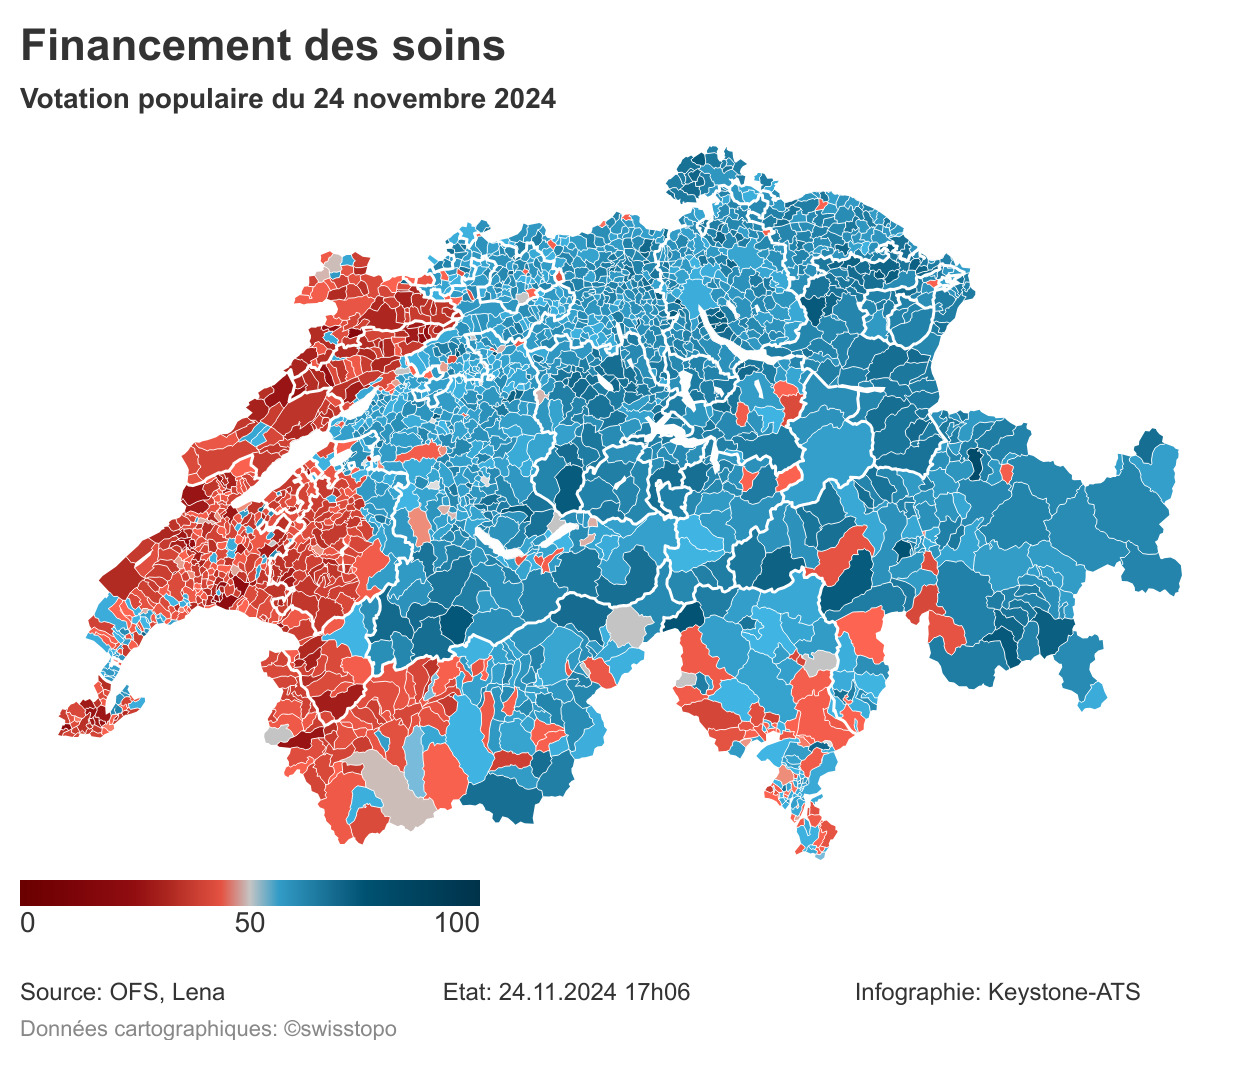 Financement des soins
Votation populaire du 24 novembre 2024
0 50 100
Source: OFS, Lena Etat: 24.11.2024 17h06 Infographie: Keystone-ATS
Données cartographiques: ©swisstopo